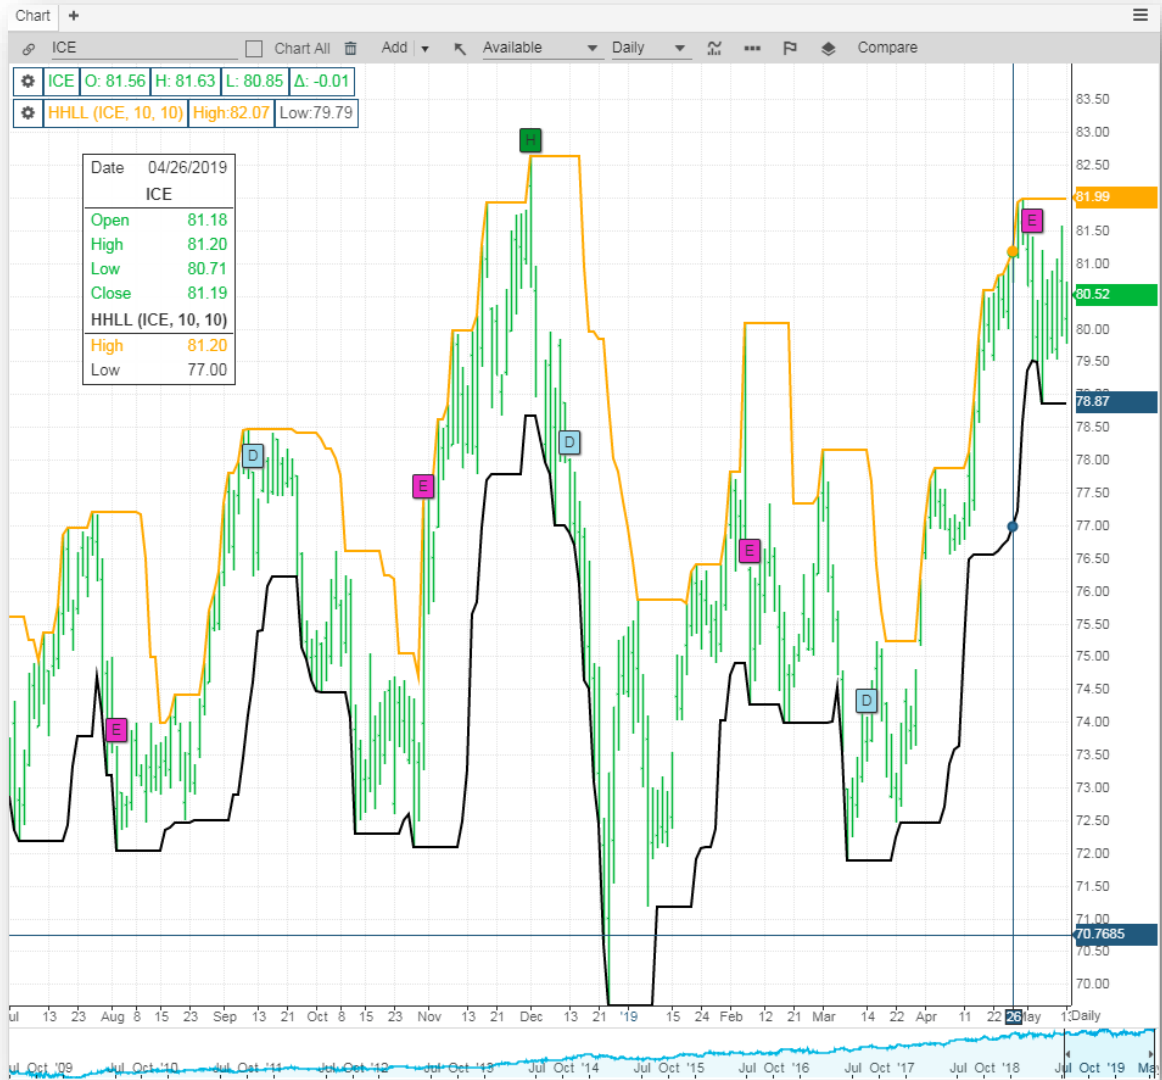 Chart +
ICE Chart All Add Available Daily Compare
ICE O: 81.56 H: 81.63 L: 80.85 Δ: -0.01
HHLL (ICE, 10, 10) High:82.07 Low:79.79
Date 04/26/2019
ICE
Open 81.18
High 81.20
Low 80.71
Close 81.19
HHLL (ICE, 10, 10)
High 81.20
Low 77.00
H
E
D
E
D
E
D
E
83.50
83.00
82.50
81.99
81.50
81.00
80.52
80.00
79.50
78.87
78.50
78.00
77.50
77.00
76.50
76.00
75.50
75.00
74.50
74.00
73.50
73.00
72.50
72.00
71.50
71.00
70.7685
70.50
70.00
ul 13 23 Aug 8 23 Sep 13 21 Oct 8 23 Nov 21 Dec 13 21 '19 15 24 Feb 12 21 Mar 14 22 Apr 11 22 26 May Daily
Oct '09 Jul Oct '10 Jul Oct '11 Jul Oct '12 Jul Oct '13 Jul Oct '14 Jul Oct '15 Jul Oct '16 Jul Oct '17 Jul Oct '18 Jul Oct '19